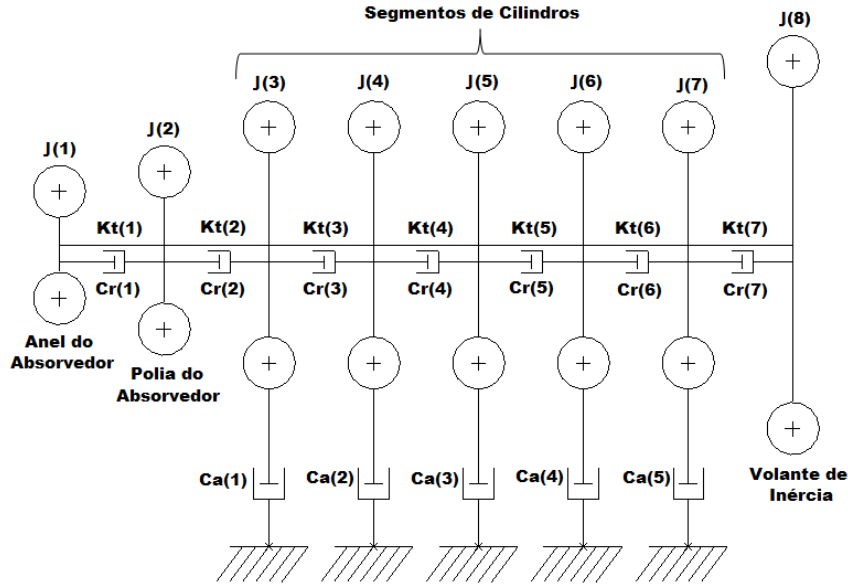 Segmentos de Cilindros
J(8)
J(3)
J(4)
J(5)
J(6)
J(7)
J(2)
J(1)
Kt(1)
Kt(2)
Kt(3)
Kt(4)
Kt(5)
Kt(6)
Kt(7)
Cr(1)
Cr(2)
Cr(3)
Cr(4)
Cr(5)
Cr(6)
Cr(7)
Anel do
Absorvedor
Polia do
Absorvedor
Ca(1)
Ca(2)
Ca(3)
Ca(4)
Ca(5)
Volante de
Inércia